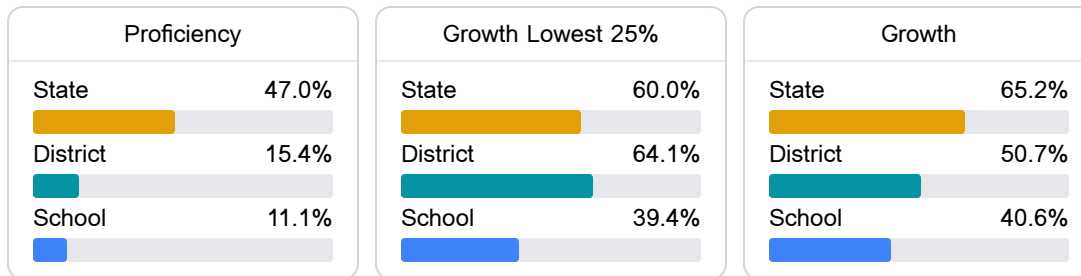 Proficiency
State 47.0%
District 15.4%
School 11.1%
Growth Lowest 25%
State 60.0%
District 64.1%
School 39.4%
Growth
State 65.2%
District 50.7%
School 40.6%